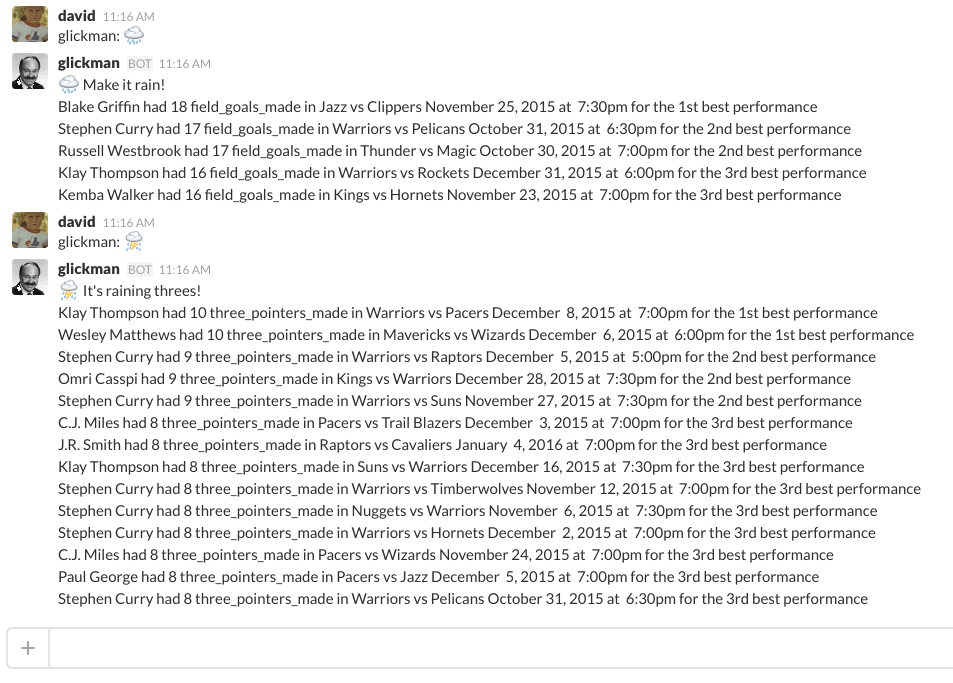 david 11:16 AM
glickman: 🌧
glickman BOT 11:16 AM
🌧 Make it rain!
Blake Griffin had 18 field_goals_made in Jazz vs Clippers November 25, 2015 at  7:30pm for the 1st best performance
Stephen Curry had 17 field_goals_made in Warriors vs Pelicans October 31, 2015 at  6:30pm for the 2nd best performance
Russell Westbrook had 17 field_goals_made in Thunder vs Magic October 30, 2015 at  7:00pm for the 2nd best performance
Klay Thompson had 16 field_goals_made in Warriors vs Rockets December 31, 2015 at  6:00pm for the 3rd best performance
Kemba Walker had 16 field_goals_made in Kings vs Hornets November 23, 2015 at  7:00pm for the 3rd best performance
david 11:16 AM
glickman: ⛈
glickman BOT 11:16 AM
⛈ It's raining threes!
Klay Thompson had 10 three_pointers_made in Warriors vs Pacers December  8, 2015 at  7:00pm for the 1st best performance
Wesley Matthews had 10 three_pointers_made in Mavericks vs Wizards December  6, 2015 at  6:00pm for the 1st best performance
Stephen Curry had 9 three_pointers_made in Warriors vs Raptors December  5, 2015 at  5:00pm for the 2nd best performance
Omri Casspi had 9 three_pointers_made in Kings vs Warriors December 28, 2015 at  7:30pm for the 2nd best performance
Stephen Curry had 9 three_pointers_made in Warriors vs Suns November 27, 2015 at  7:30pm for the 2nd best performance
C.J. Miles had 8 three_pointers_made in Pacers vs Trail Blazers December  3, 2015 at  7:00pm for the 3rd best performance
J.R. Smith had 8 three_pointers_made in Raptors vs Cavaliers January  4, 2016 at  7:00pm for the 3rd best performance
Klay Thompson had 8 three_pointers_made in Suns vs Warriors December 16, 2015 at  7:30pm for the 3rd best performance
Stephen Curry had 8 three_pointers_made in Warriors vs Timberwolves November 12, 2015 at  7:00pm for the 3rd best performance
Stephen Curry had 8 three_pointers_made in Nuggets vs Warriors November  6, 2015 at  7:30pm for the 3rd best performance
Stephen Curry had 8 three_pointers_made in Warriors vs Hornets December  2, 2015 at  7:00pm for the 3rd best performance
C.J. Miles had 8 three_pointers_made in Pacers vs Wizards November 24, 2015 at  7:00pm for the 3rd best performance
Paul George had 8 three_pointers_made in Pacers vs Jazz December  5, 2015 at  7:00pm for the 3rd best performance
Stephen Curry had 8 three_pointers_made in Warriors vs Pelicans October 31, 2015 at  6:30pm for the 3rd best performance